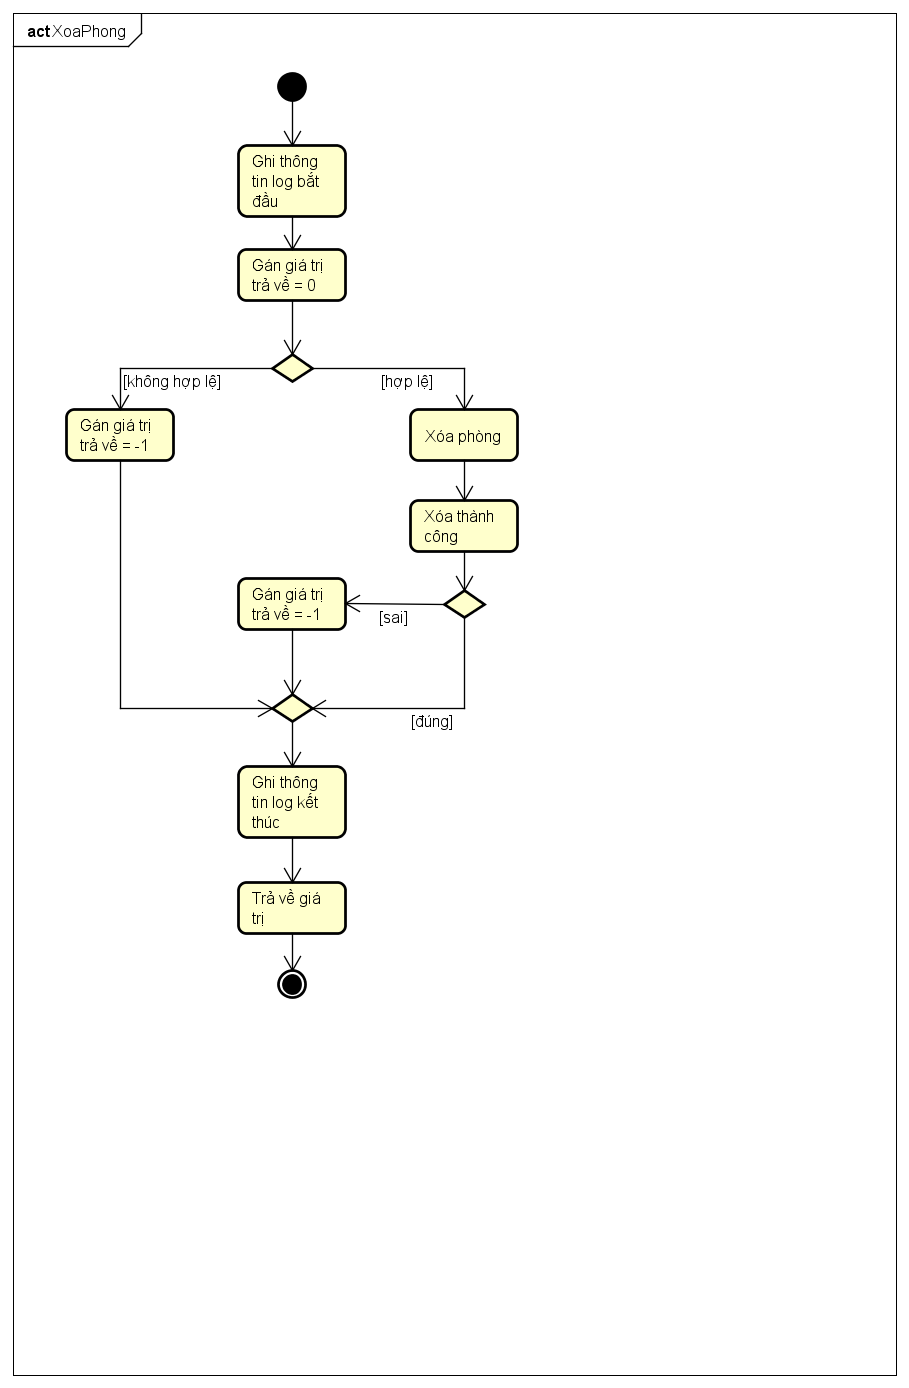 act XoaPhong
Ghi thông
tin log bắt
đầu
Gán giá trị
trả về = 0
[không hợp lệ]
[hợp lệ]
Gán giá trị
trả về = -1
Xóa phòng
Xóa thành
công
Gán giá trị
trả về = -1
[sai]
[đúng]
Ghi thông
tin log kết
thúc
Trả về giá
trị